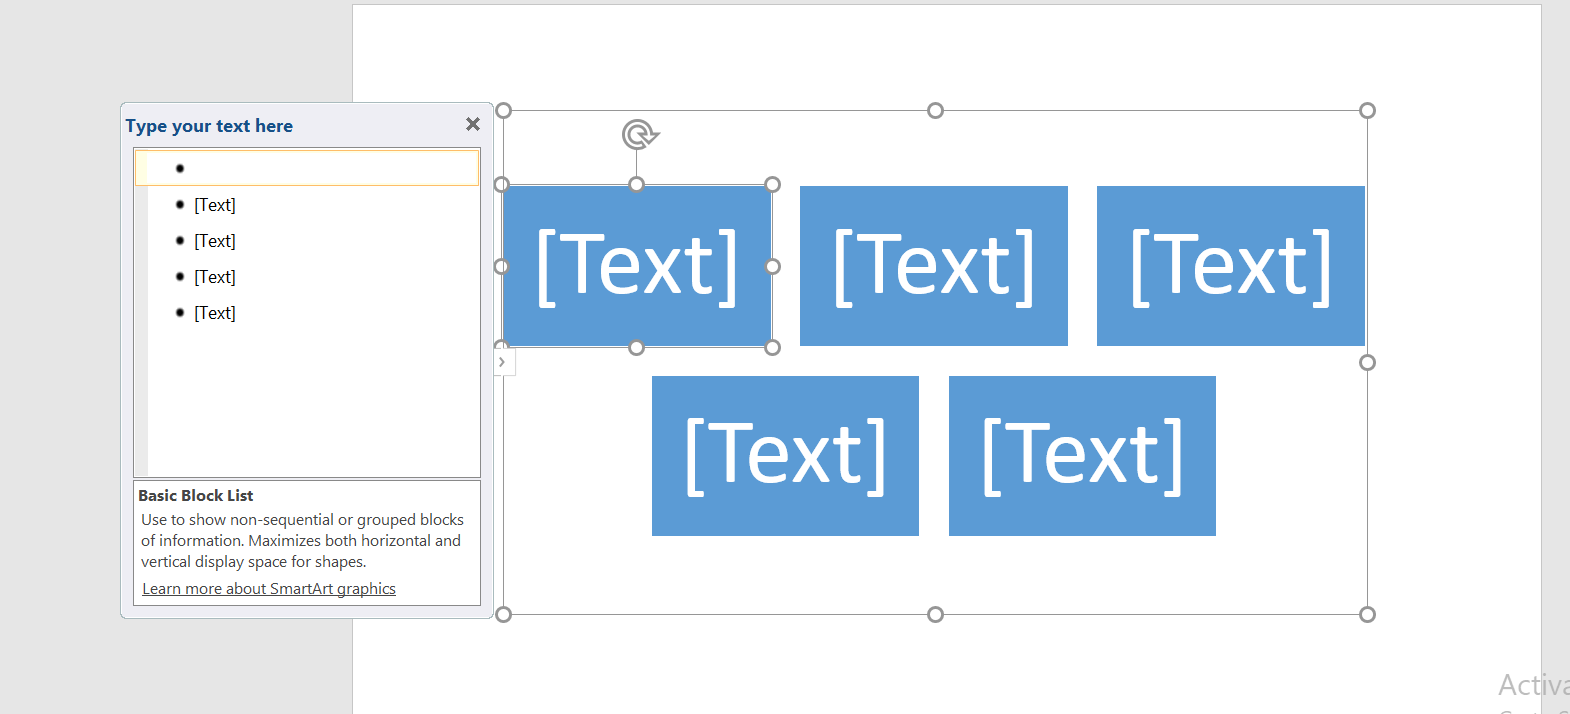 Type your text here
[Text]
[Text]
[Text]
[Text]
Basic Block List
Use to show non-sequential or grouped blocks
of information. Maximizes both horizontal and
vertical display space for shapes.
Learn more about SmartArt graphics
[Text] [Text] [Text]
[Text] [Text]
Activa